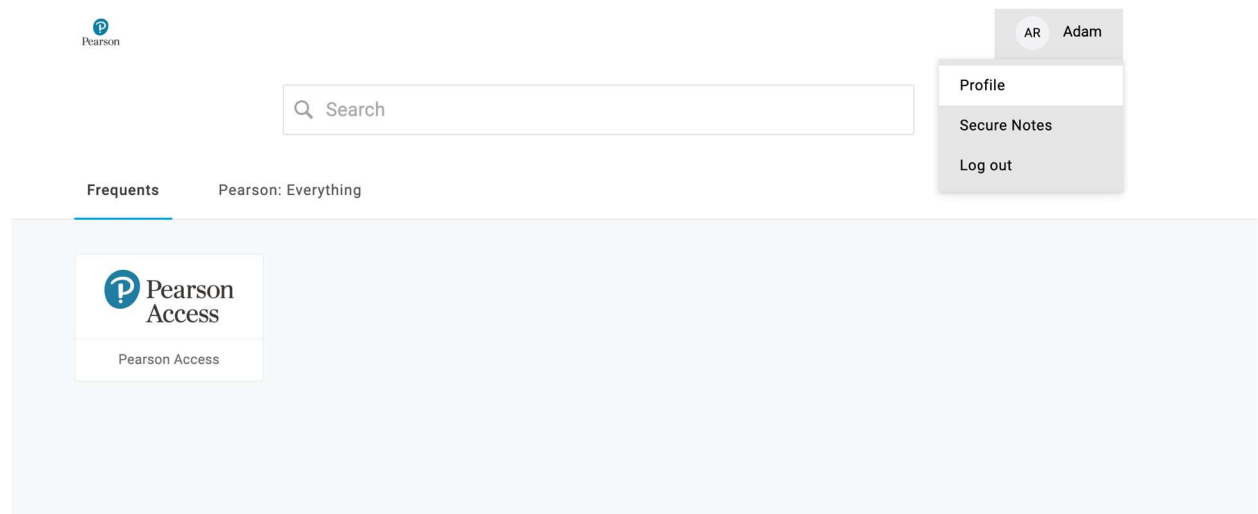 Pearson
AR Adam
Search
Profile
Secure Notes
Log out
Frequents Pearson: Everything
Pearson
Access
Pearson Access